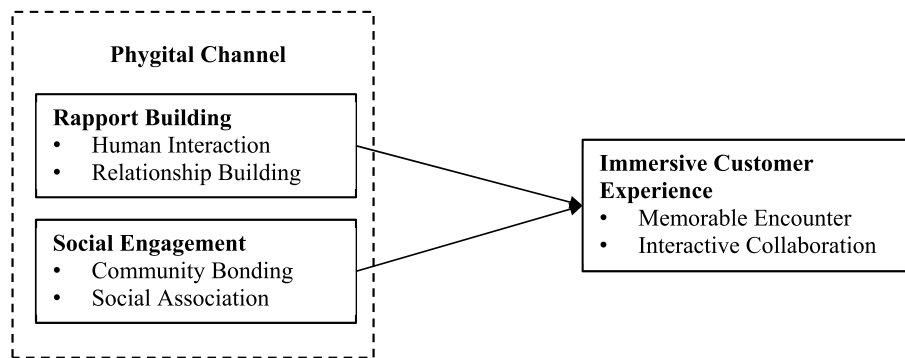 Phygital Channel
Rapport Building
• Human Interaction
• Relationship Building
Social Engagement
• Community Bonding
• Social Association
Immersive Customer
Experience
• Memorable Encounter
• Interactive Collaboration